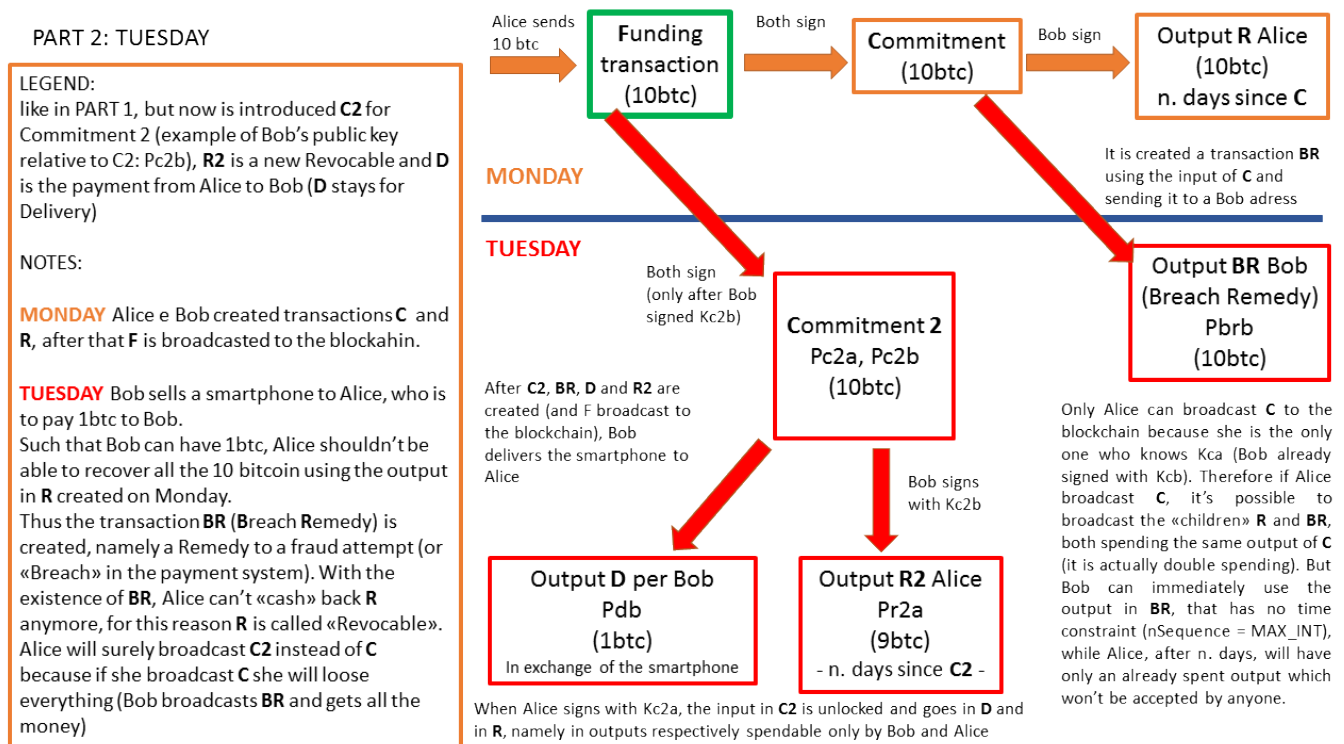 PART 2: TUESDAY
LEGEND:
like in PART 1, but now is introduced C2 for
Commitment 2 (example of Bob's public key
relative to C2: Pc2b), R2 is a new Revocable and D
is the payment from Alice to Bob (D stays for
Delivery)
NOTES:
MONDAY Alice e Bob created transactions C and
R, after that F is broadcasted to the blockahin.
TUESDAY Bob sells a smartphone to Alice, who is
to pay 1btc to Bob.
Such that Bob can have 1btc, Alice shouldn't be
able to recover all the 10 bitcoin using the output
in R created on Monday.
Thus the transaction BR (Breach Remedy) is
created, namely a Remedy to a fraud attempt (or
«Breach» in the payment system). With the
existence of BR, Alice can't «cash» back R
anymore, for this reason R is called «Revocable».
Alice will surely broadcast C2 instead of C
because if she broadcast C she will loose
everything (Bob broadcasts BR and gets all the
money)
Alice sends
10 btc
Funding
transaction
(10btc)
Both sign
Commitment
(10btc)
Bob sign
Output R Alice
(10btc)
n. days since C
MONDAY
It is created a transaction BR
using the input of C and
sending it to a Bob adress
TUESDAY
Both sign
(only after Bob
signed Kc2b)
Commitment 2
Pc2a, Pc2b
(10btc)
Output BR Bob
(Breach Remedy)
Pbrb
(10btc)
After C2, BR, D and R2 are
created (and F broadcast to
the blockchain), Bob
delivers the smartphone to
Alice
Bob signs
with Kc2b
Output D per Bob
Pdb
(1btc)
In exchange of the smartphone
Output R2 Alice
Pr2a
(9btc)
- n. days since C2 -
When Alice signs with Kc2a, the input in C2 is unlocked and goes in D and
in R, namely in outputs respectively spendable only by Bob and Alice
Only Alice can broadcast C to the
blockchain because she is the only
one who knows Kca (Bob already
signed with Kcb). Therefore if Alice
broadcast C, it's possible to
broadcast the «children» R and BR,
both spending the same output of C
(it is actually double spending). But
Bob can immediately use the
output in BR, that has no time
constraint (nSequence = MAX_INT),
while Alice, after n. days, will have
only an already spent output which
won't be accepted by anyone.